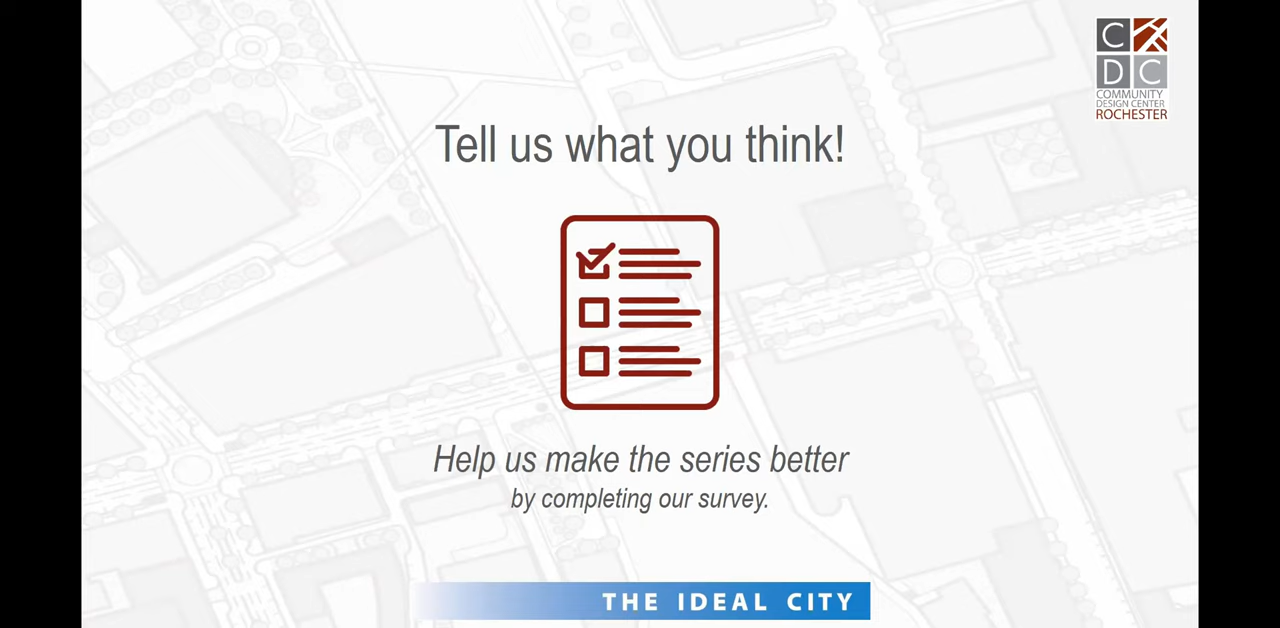 C
D C
COMMUNITY
DESIGN CENTER
ROCHESTER
Tell us what you think!
Help us make the series better
by completing our survey.
THE IDEAL CITY